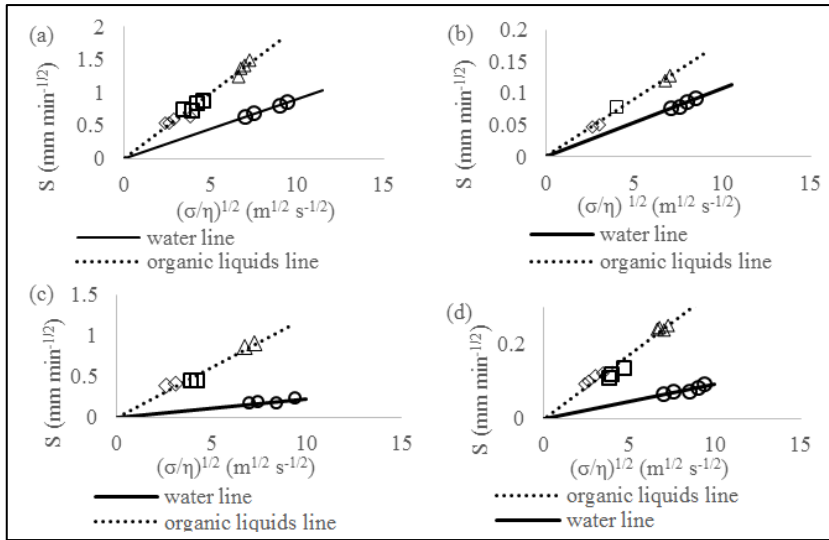 (a)
2
1.5
1
0.5
0
0 5 10 15
S (mm min-1/2)
(σ/η)1/2 (m1/2 s-1/2)
water line
organic liquids line
(b)
0.2
0.15
0.1
0.05
0
0 5 10 15
S (mm min-1/2)
(σ/η) 1/2 (m1/2 s-1/2)
water line
organic liquids line
(c)
1.5
1
0.5
0
0 5 10 15
S (mm min-1/2)
(σ/η)1/2 (m1/2 s-1/2)
water line
organic liquids line
(d)
0.2
0
0 5 10 15
S (mm min-1/2)
(σ/η)1/2 (m1/2 s-1/2)
organic liquids line
water line